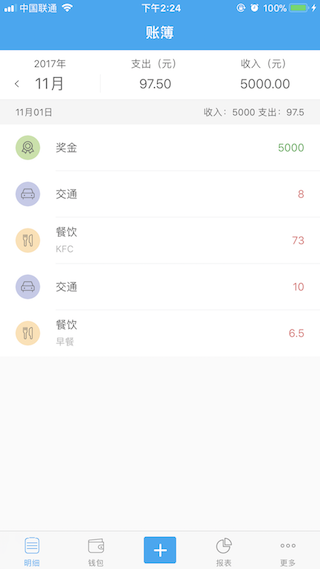 中国联通 下午2:24 100%
账簿
2017年 支出（元） 收入（元）
11月 97.50 5000.00
11月01日 收入：5000 支出：97.5
奖金 5000
交通 8
餐饮 73
KFC
交通 10
餐饮 6.5
早餐
明细 钱包 报表 更多